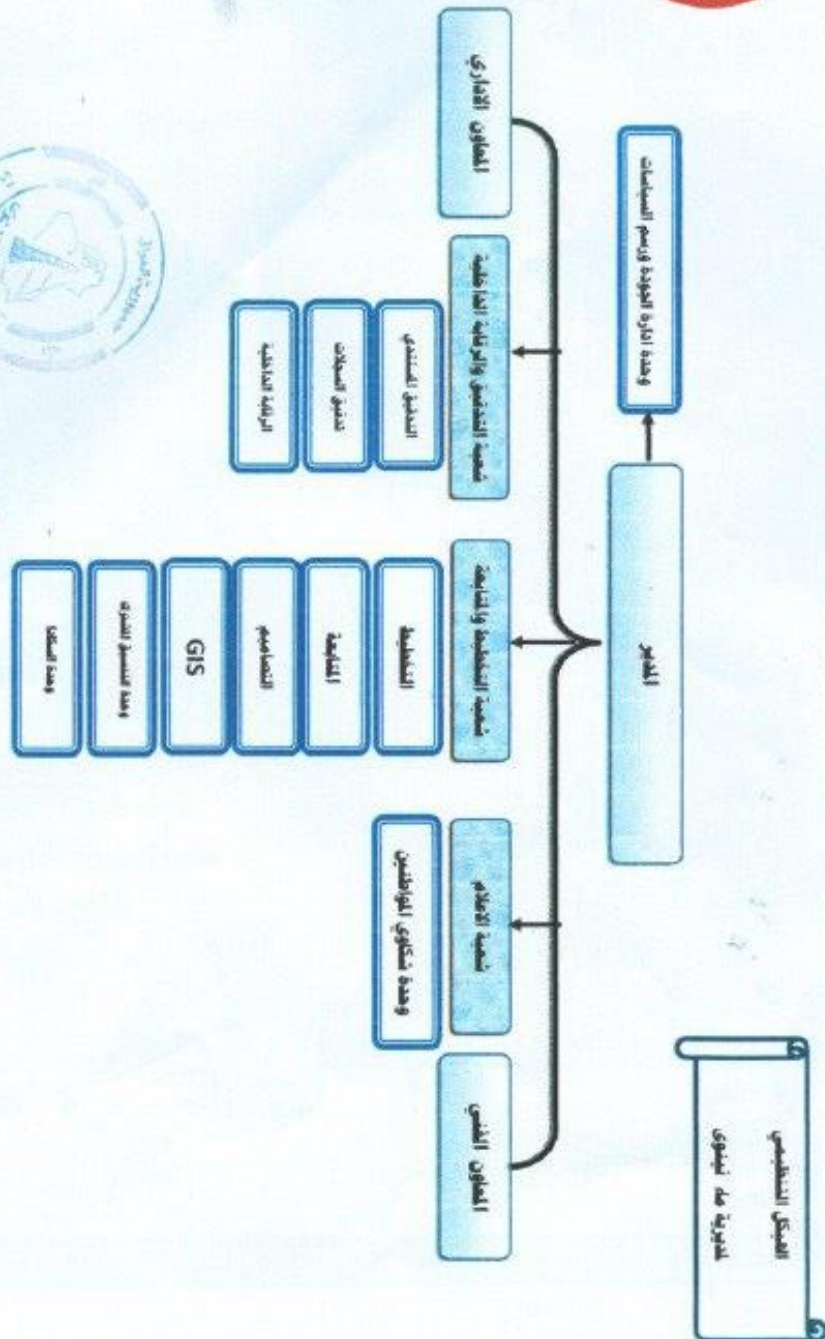 الهيكل التنظيمي
لمديرية ماء نينوى
المدير
وحدة ادارة الجودة ورسم السياسات
المعاون الاداري
شعبة التدقيق والرقابة الداخلية
التدقيق المستندي
تدقيق السجلات
الرقابة الداخلية
شعبة التخطيط والمتابعة
التخطيط
المتابعة
التصاميم
GIS
وحدة التنسيق المشترك
وحدة
شعبة الاعلام
وحدة شكاوي المواطنين
المعاون الفني